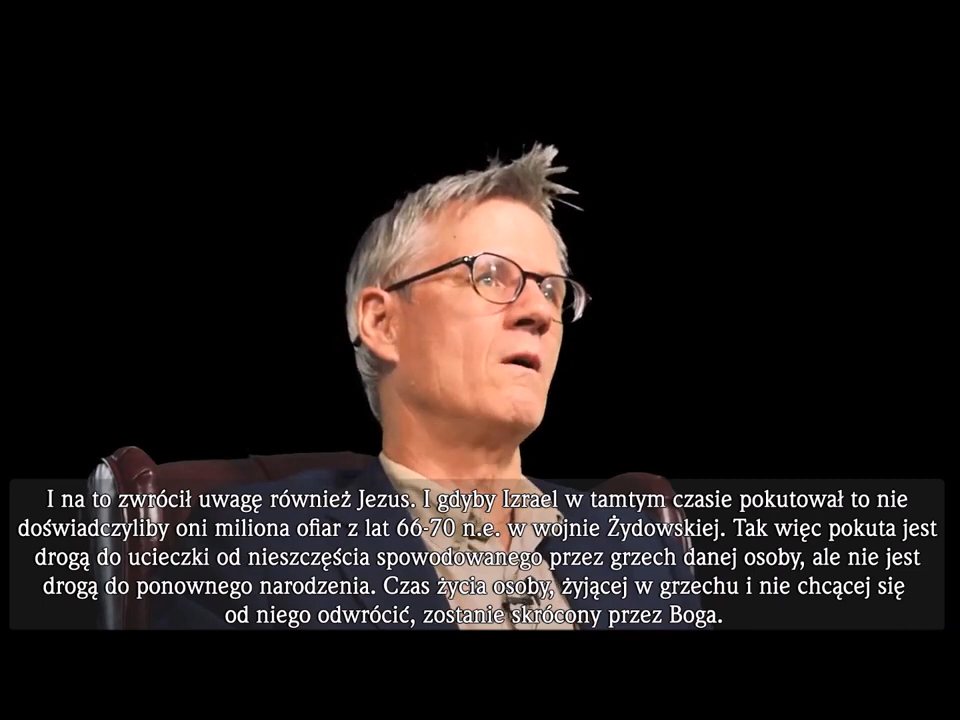 I na to zwrócił uwagę również Jezus. I gdyby Izrael w tamtym czasie pokutował to nie
doświadczyliby oni miliona ofiar z lat 66-70 n.e. w wojnie Żydowskiej. Tak więc pokuta jest
drogą do ucieczki od nieszczęścia spowodowanego przez grzech danej osoby, ale nie jest
drogą do ponownego narodzenia. Czas życia osoby, żyjącej w grzechu i nie chcącej się
od niego odwrócić, zostanie skrócony przez Boga.